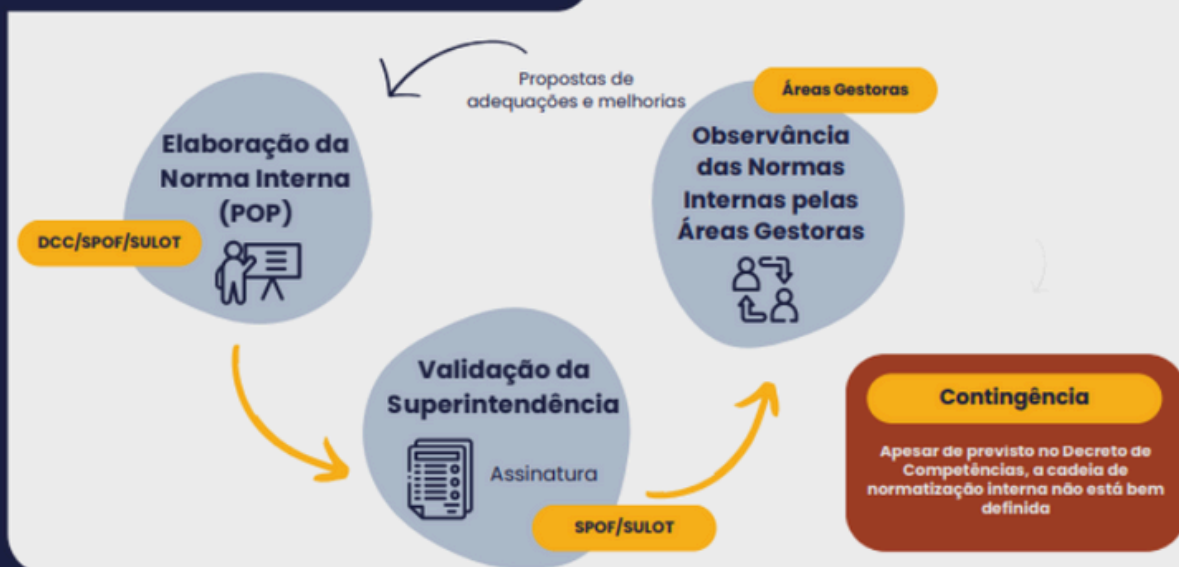 Propostas de
adequações e melhorias
Elaboração da
Norma Interna
(POP)
DCC/SPOF/SULOT
Validação da
Superintendência
Assinatura
SPOF/SULOT
Áreas Gestoras
Observância
das Normas
Internas pelas
Áreas Gestoras
Contingência
Apesar de previsto no Decreto de
Competências, a cadeia de
normatização interna não está bem
definida